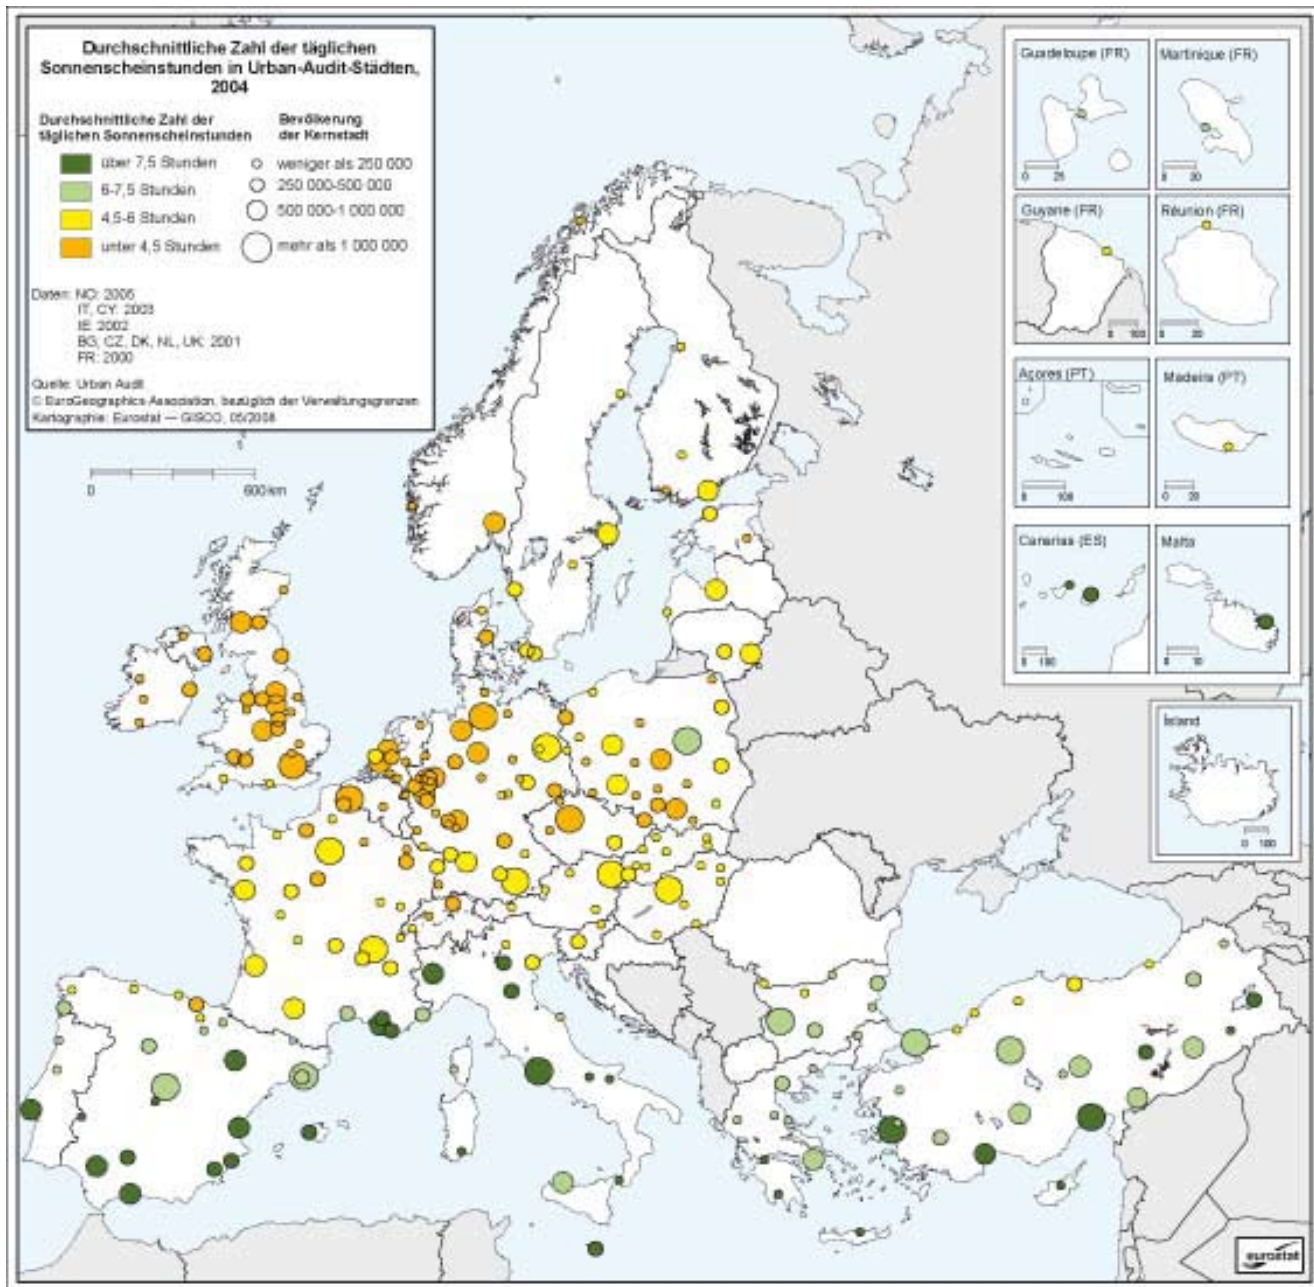 Durchschnittliche Zahl der täglichen
Sonnenscheinstunden in Urban-Audit-Städten,
2004
Durchschnittliche Zahl der
täglichen Sonnenscheinstunden
über 7,5 Stunden
6-7,5 Stunden
4,5-6 Stunden
unter 4,5 Stunden
Bevölkerung
der Kernstadt
weniger als 250 000
250 000-500 000
500 000-1 000 000
mehr als 1 000 000
Daten: NO: 2005
IT, CY: 2003
IE: 2002
BG, CZ, DK, NL, UK: 2001
FR: 2000
Quelle: Urban Audit
© EuroGeographics Association, bezüglich der Verwaltungsgrenzen
Kartographie: Eurostat — GISCO, 05/2008
0 600 km
Guadeloupe (FR)
0 25
Martinique (FR)
0 20
Guyane (FR)
0 100
Réunion (FR)
0 20
Açores (PT)
0 100
Madeira (PT)
0 20
Canarias (ES)
0 100
Malta
0 10
Ísland
0 100
eurostat